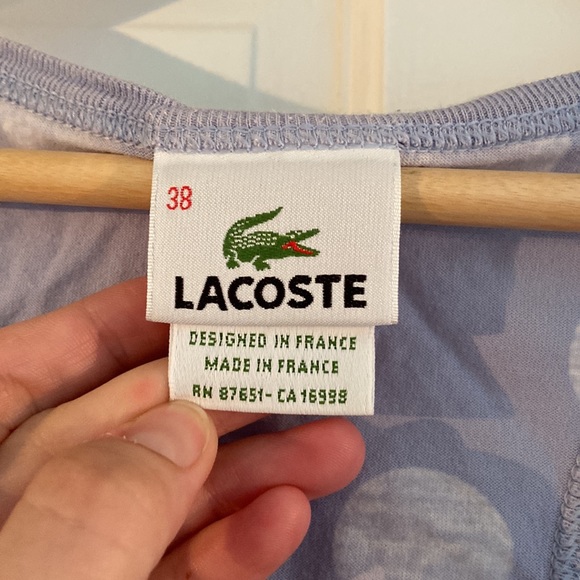 38
LACOSTE
DESIGNED IN FRANCE
MADE IN FRANCE
RN 87651-CA 16998